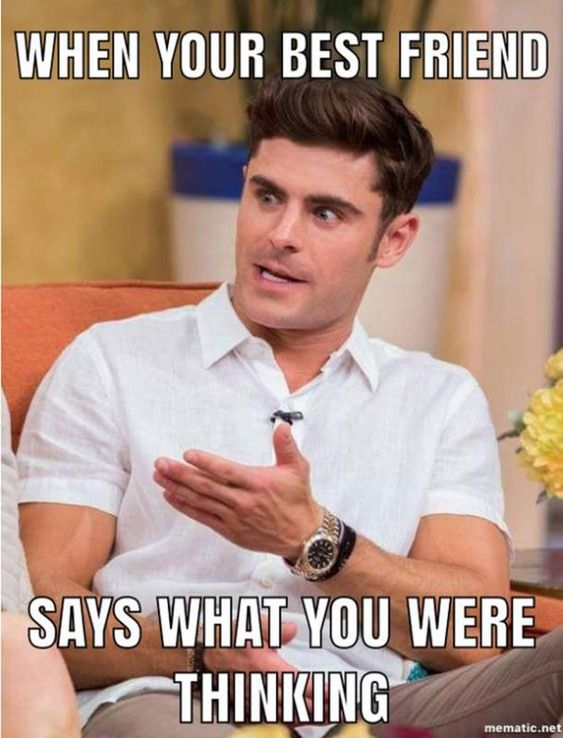 WHEN YOUR BEST FRIEND
SAYS WHAT YOU WERE
THINKING
mematic.net